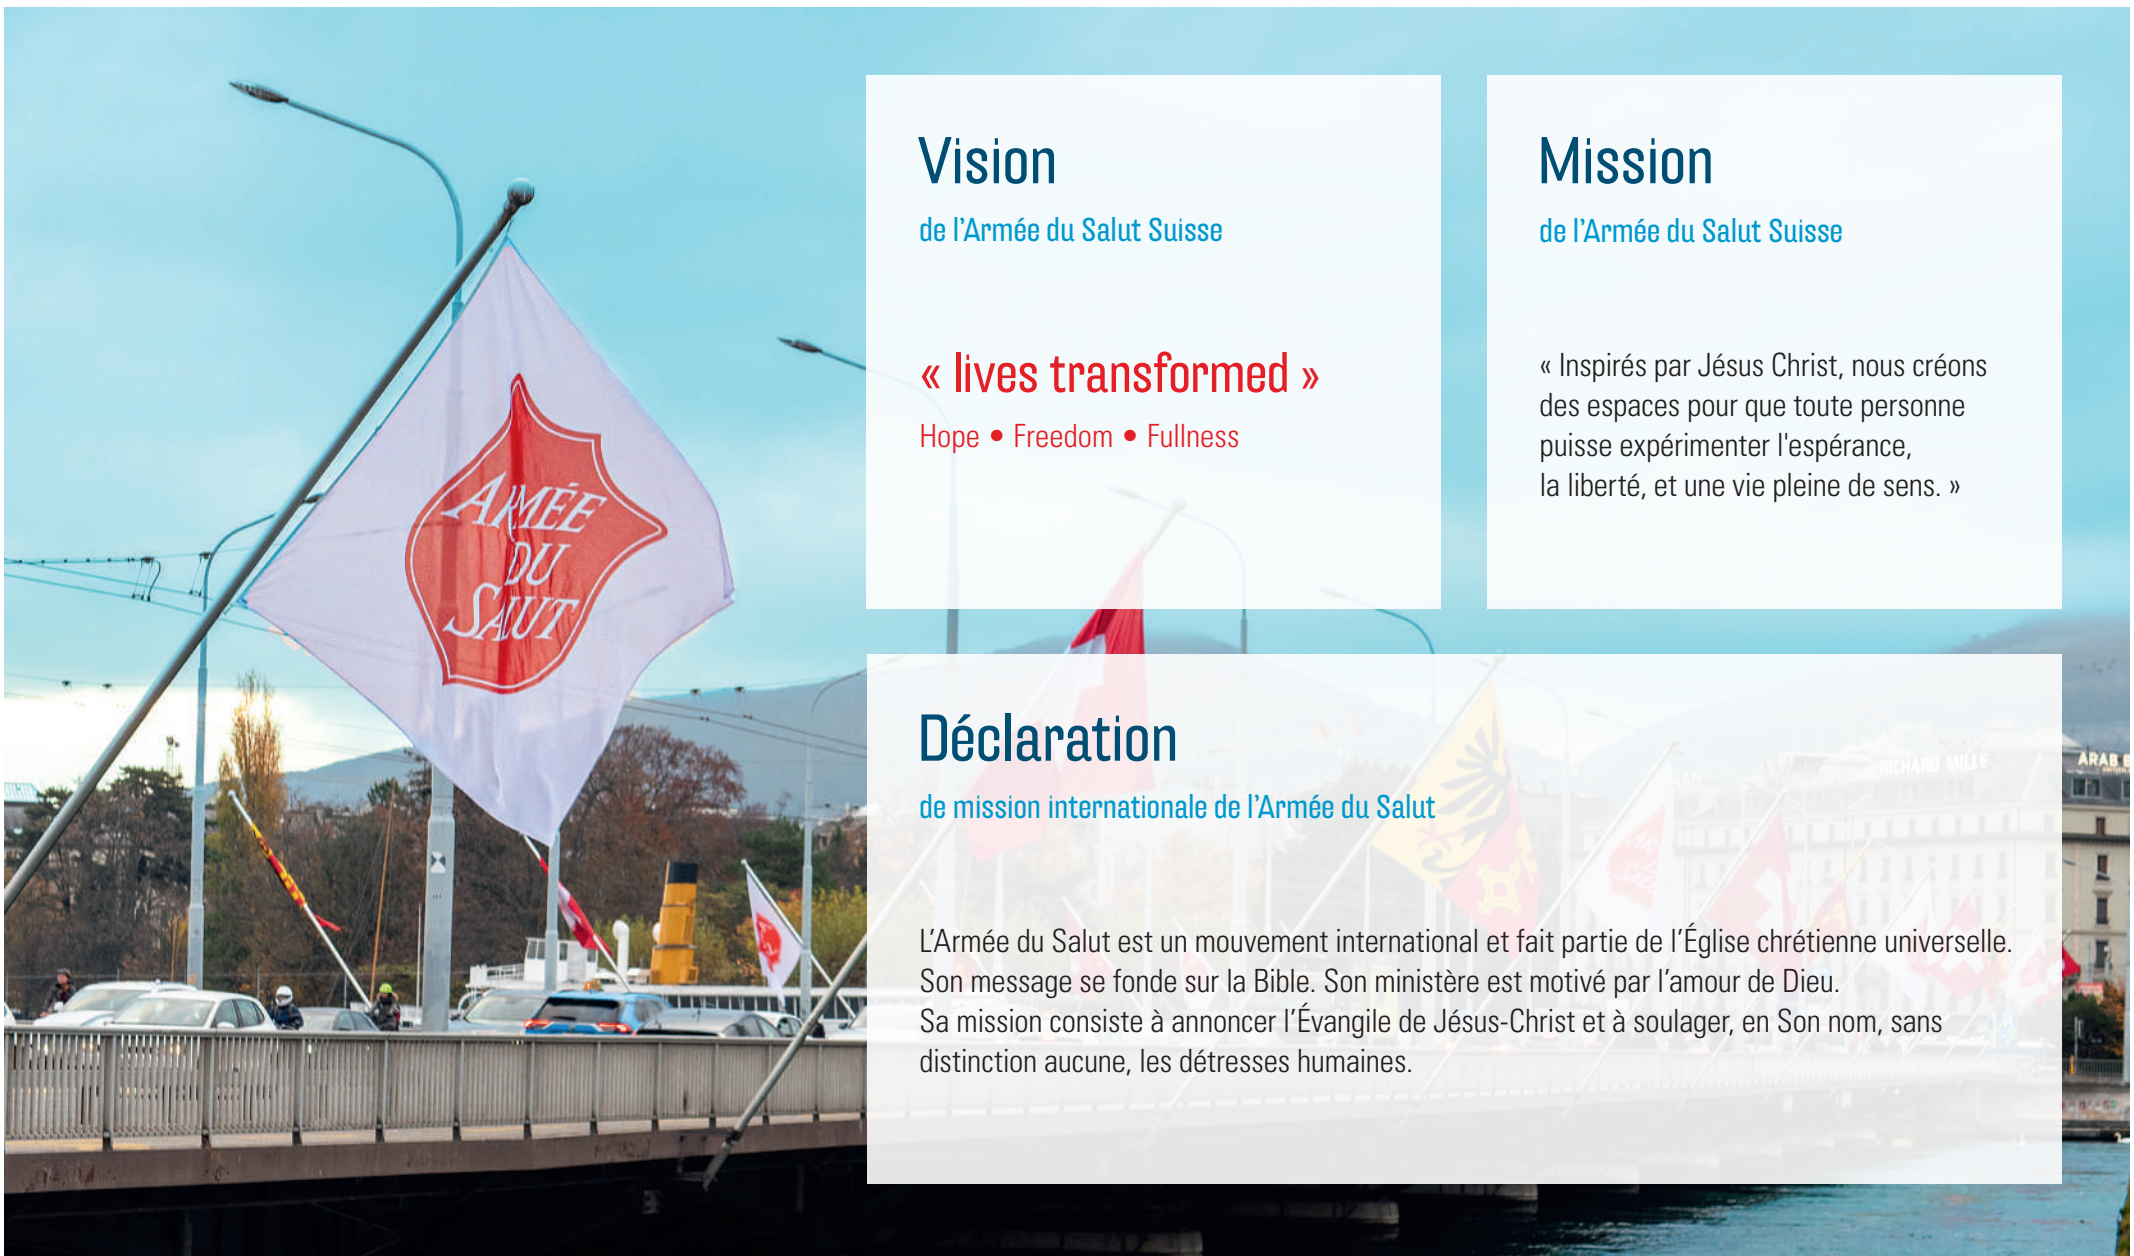 ARMÉE
DU
SALUT
Vision
de l’Armée du Salut Suisse
« lives transformed »
Hope • Freedom • Fullness
Mission
de l’Armée du Salut Suisse
« Inspirés par Jésus Christ, nous créons
des espaces pour que toute personne
puisse expérimenter l'espérance,
la liberté, et une vie pleine de sens. »
Déclaration
de mission internationale de l’Armée du Salut
L’Armée du Salut est un mouvement international et fait partie de l’Église chrétienne universelle.
Son message se fonde sur la Bible. Son ministère est motivé par l’amour de Dieu.
Sa mission consiste à annoncer l’Évangile de Jésus-Christ et à soulager, en Son nom, sans
distinction aucune, les détresses humaines.
RICHARD MILLE
ARAB